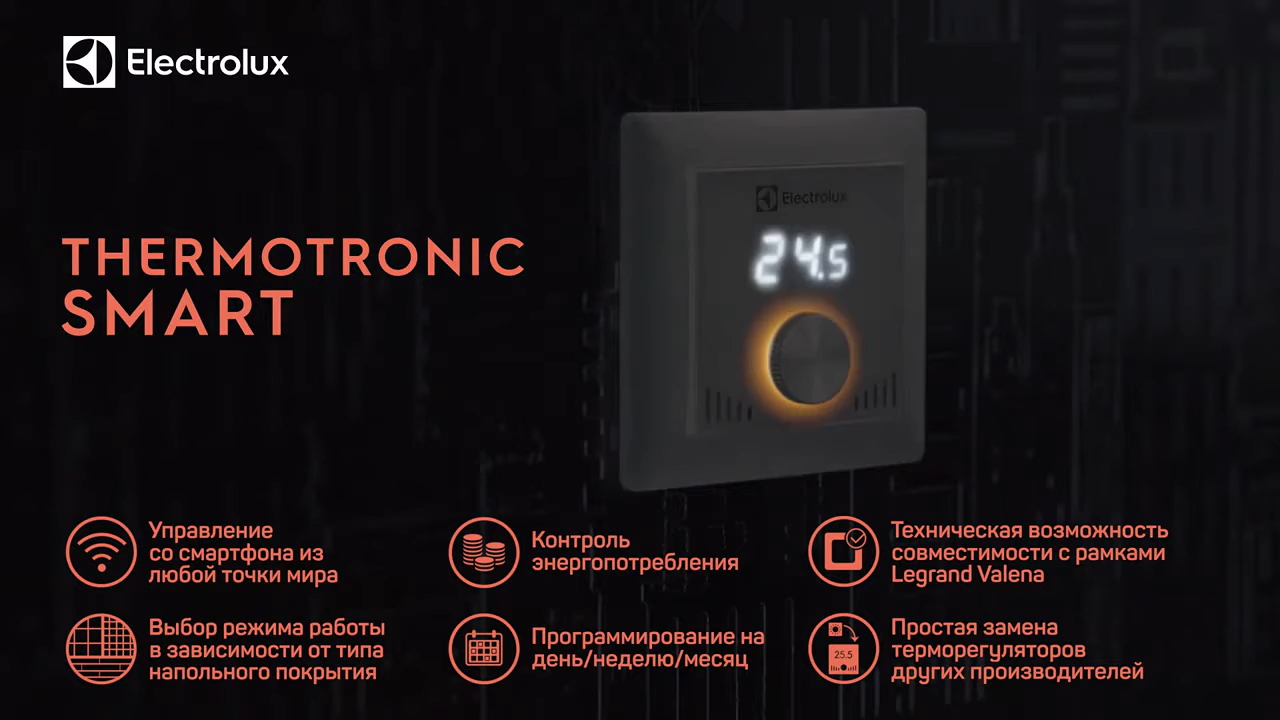 Electrolux
THERMOTRONIC
SMART
Electrolux
24.5
Управление
со смартфона из
любой точки мира
Контроль
энергопотребления
Техническая возможность
совместимости с рамками
Legrand Valena
Выбор режима работы
в зависимости от типа
напольного покрытия
Программирование на
день/неделю/месяц
25.5
Простая замена
терморегуляторов
других производителей